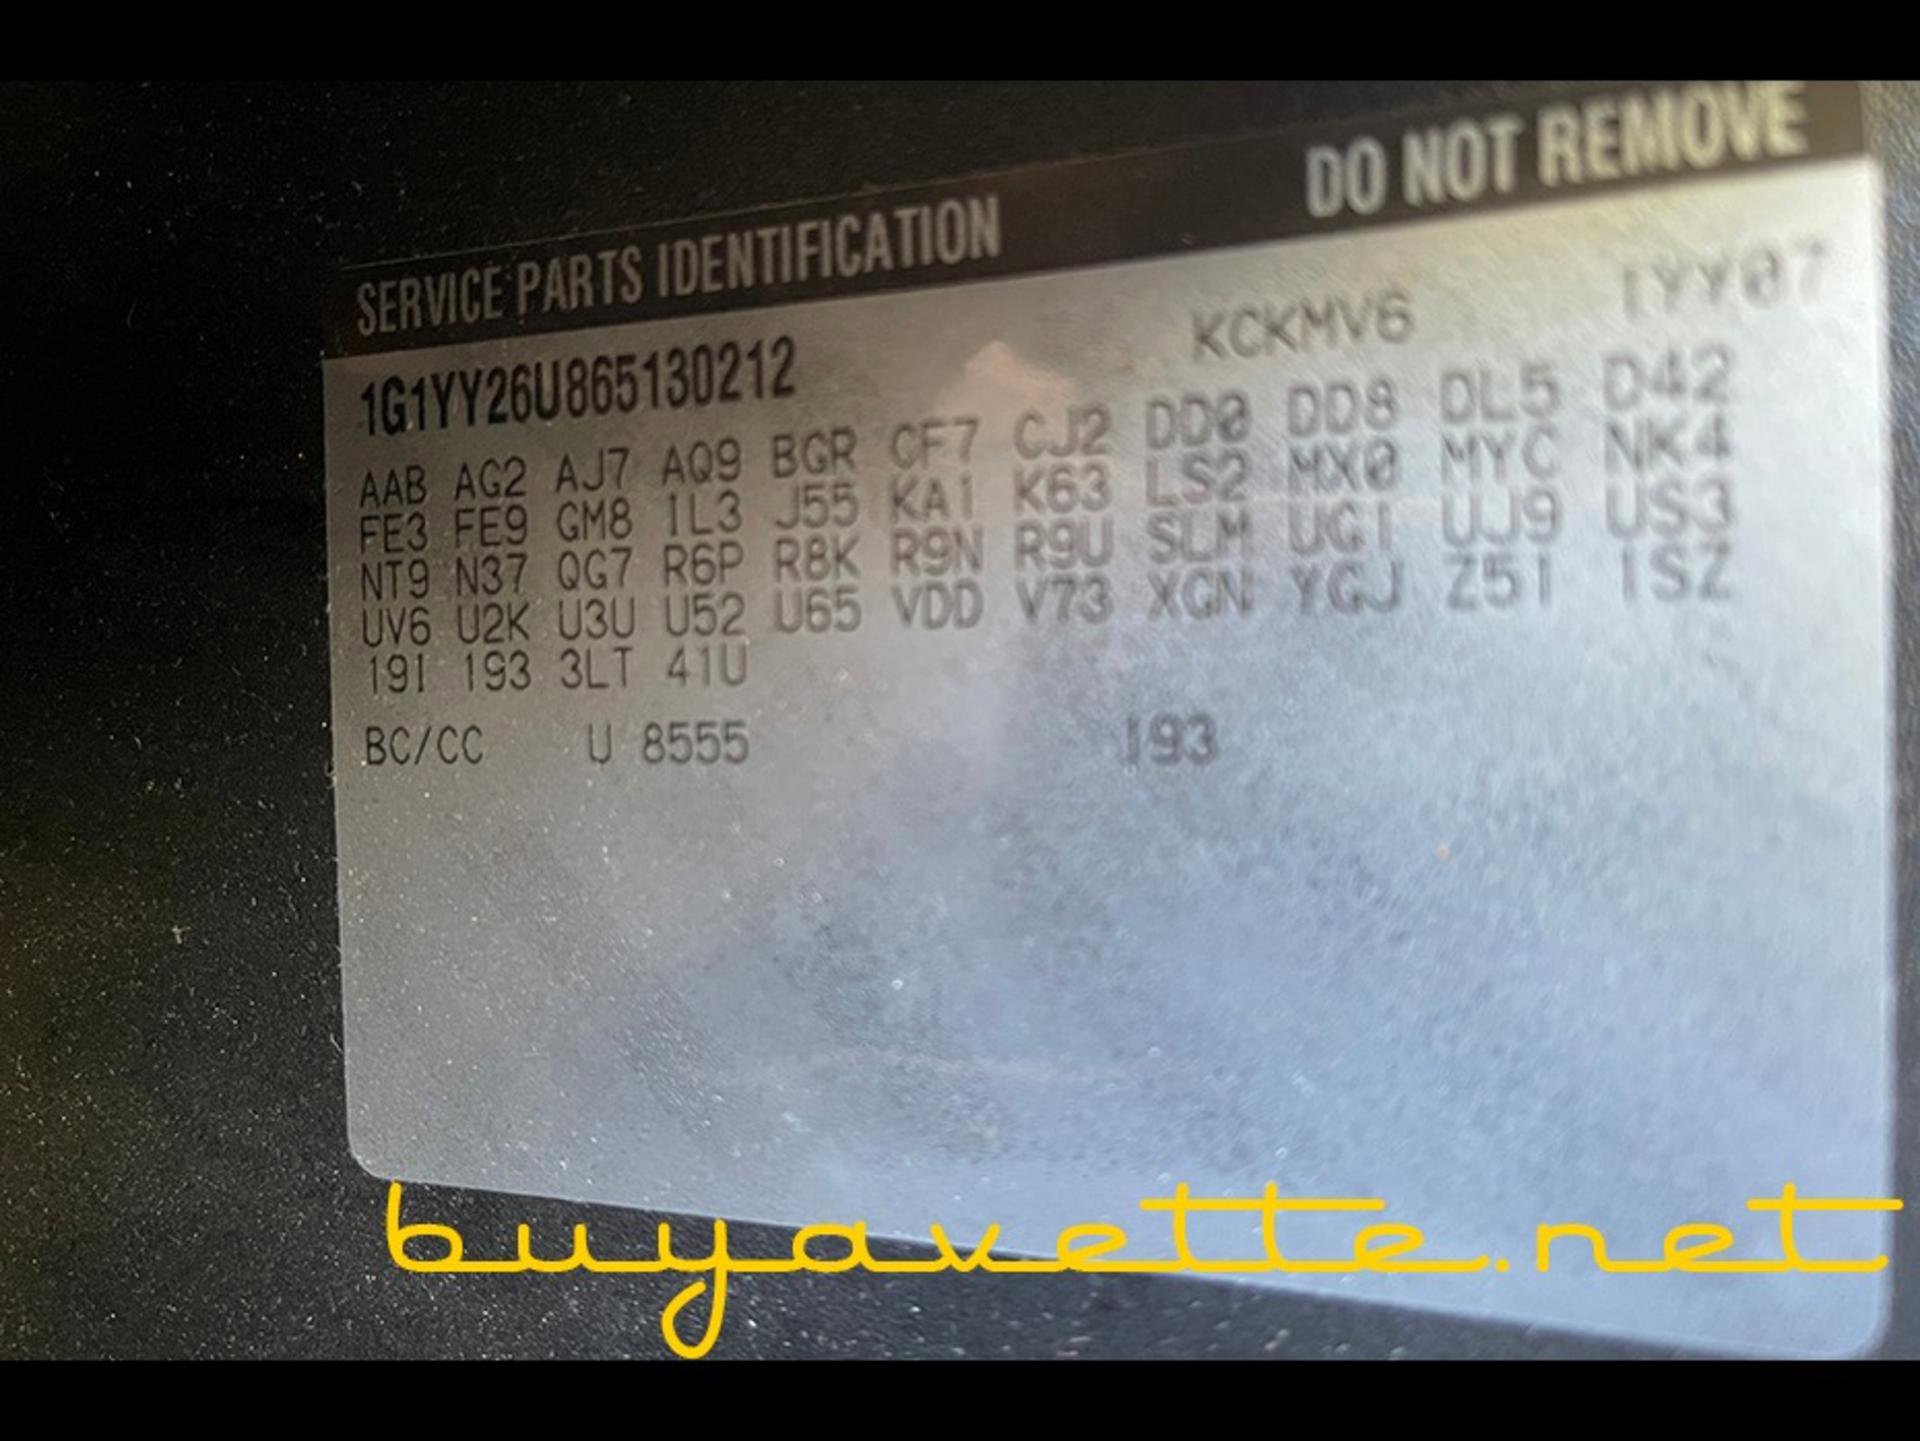 SERVICE PARTS IDENTIFICATION DO NOT REMOVE
1G1YY26U865130212 KCKMV6 1YY07
AAB AG2 AJ7 AQ9 BGR CF7 CJ2 DD0 DD8 DL5 D42
FE3 FE9 GM8 1L3 J55 KA1 K63 LS2 MX0 MYC NK4
NT9 N37 QG7 R6P R8K R9N R9U SLM UG1 UJ9 US3
UV6 U2K U3U U52 U65 VDD V73 XGN YGJ Z51 1SZ
191 193 3LT 41U
BC/CC U 8555 193
buyavette.net